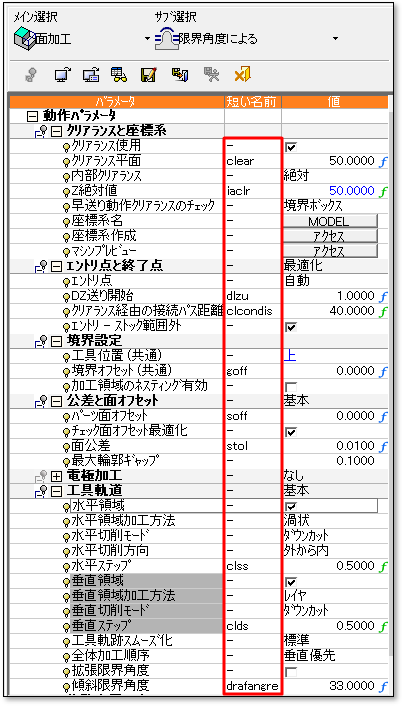 メイン選択 サブ選択
面加工 限界角度による
パラメータ 短い名前 値
動作パラメータ
クリアランスと座標系
クリアランス使用 -
クリアランス平面 clear 50.0000 f
内部クリアランス - 絶対
Z絶対値 iaclr 50.0000 f
早送り動作クリアランスのチェック - 境界ボックス
座標系名 - MODEL
座標系作成 - アクセス
マシンプレビュー - アクセス
エントリ点と終了点 - 最適化
エントリ点 - 自動
DZ送り開始 dlzu 1.0000 f
クリアランス経由の接続パス距離 clcondis 40.0000 f
エントリ - ストック範囲外 -
境界設定 -
工具位置 (共通) - 上
境界オフセット (共通) goff 0.0000 f
加工領域のネスティング有効 -
公差と面オフセット - 基本
パーツ面オフセット soff 0.0000 f
チェック面オフセット最適化 -
面公差 stol 0.0100 f
最大輪郭ギャップ - 0.1000
電極加工 - なし
工具軌道 - 基本
水平領域 -
水平領域加工方法 - 渦状
水平切削モード - ダウンカット
水平切削方向 - 外から内
水平ステップ clss 0.5000 f
垂直領域 -
垂直領域加工方法 - レイヤ
垂直切削モード - ダウンカット
垂直ステップ clds 0.5000 f
工具軌跡スムーズ化 - 標準
全体加工順序 - 垂直優先
拡張限界角度 -
傾斜限界角度 drafangre 33.0000 f